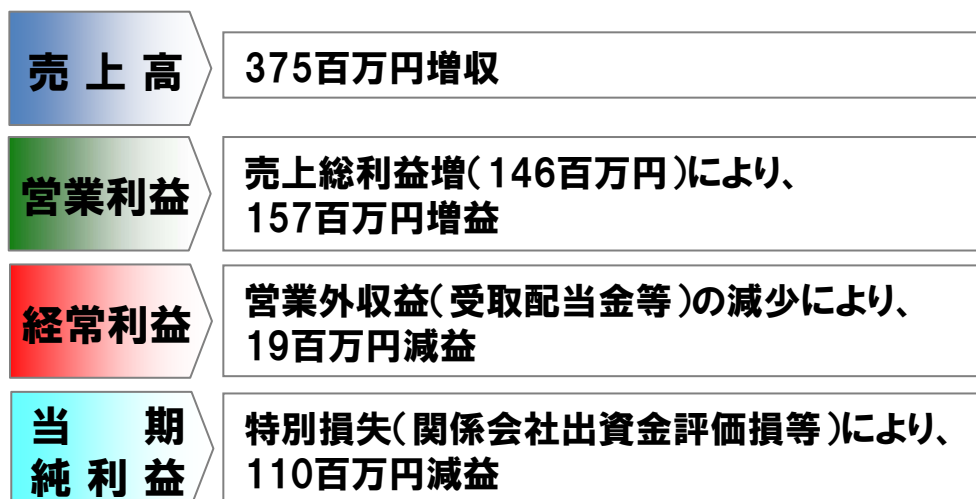 売上高
375百万円増収
営業利益
売上総利益増(146百万円)により、
157百万円増益
経常利益
営業外収益(受取配当金等)の減少により、
19百万円減益
当期
純利益
特別損失(関係会社出資金評価損等)により、
110百万円減益